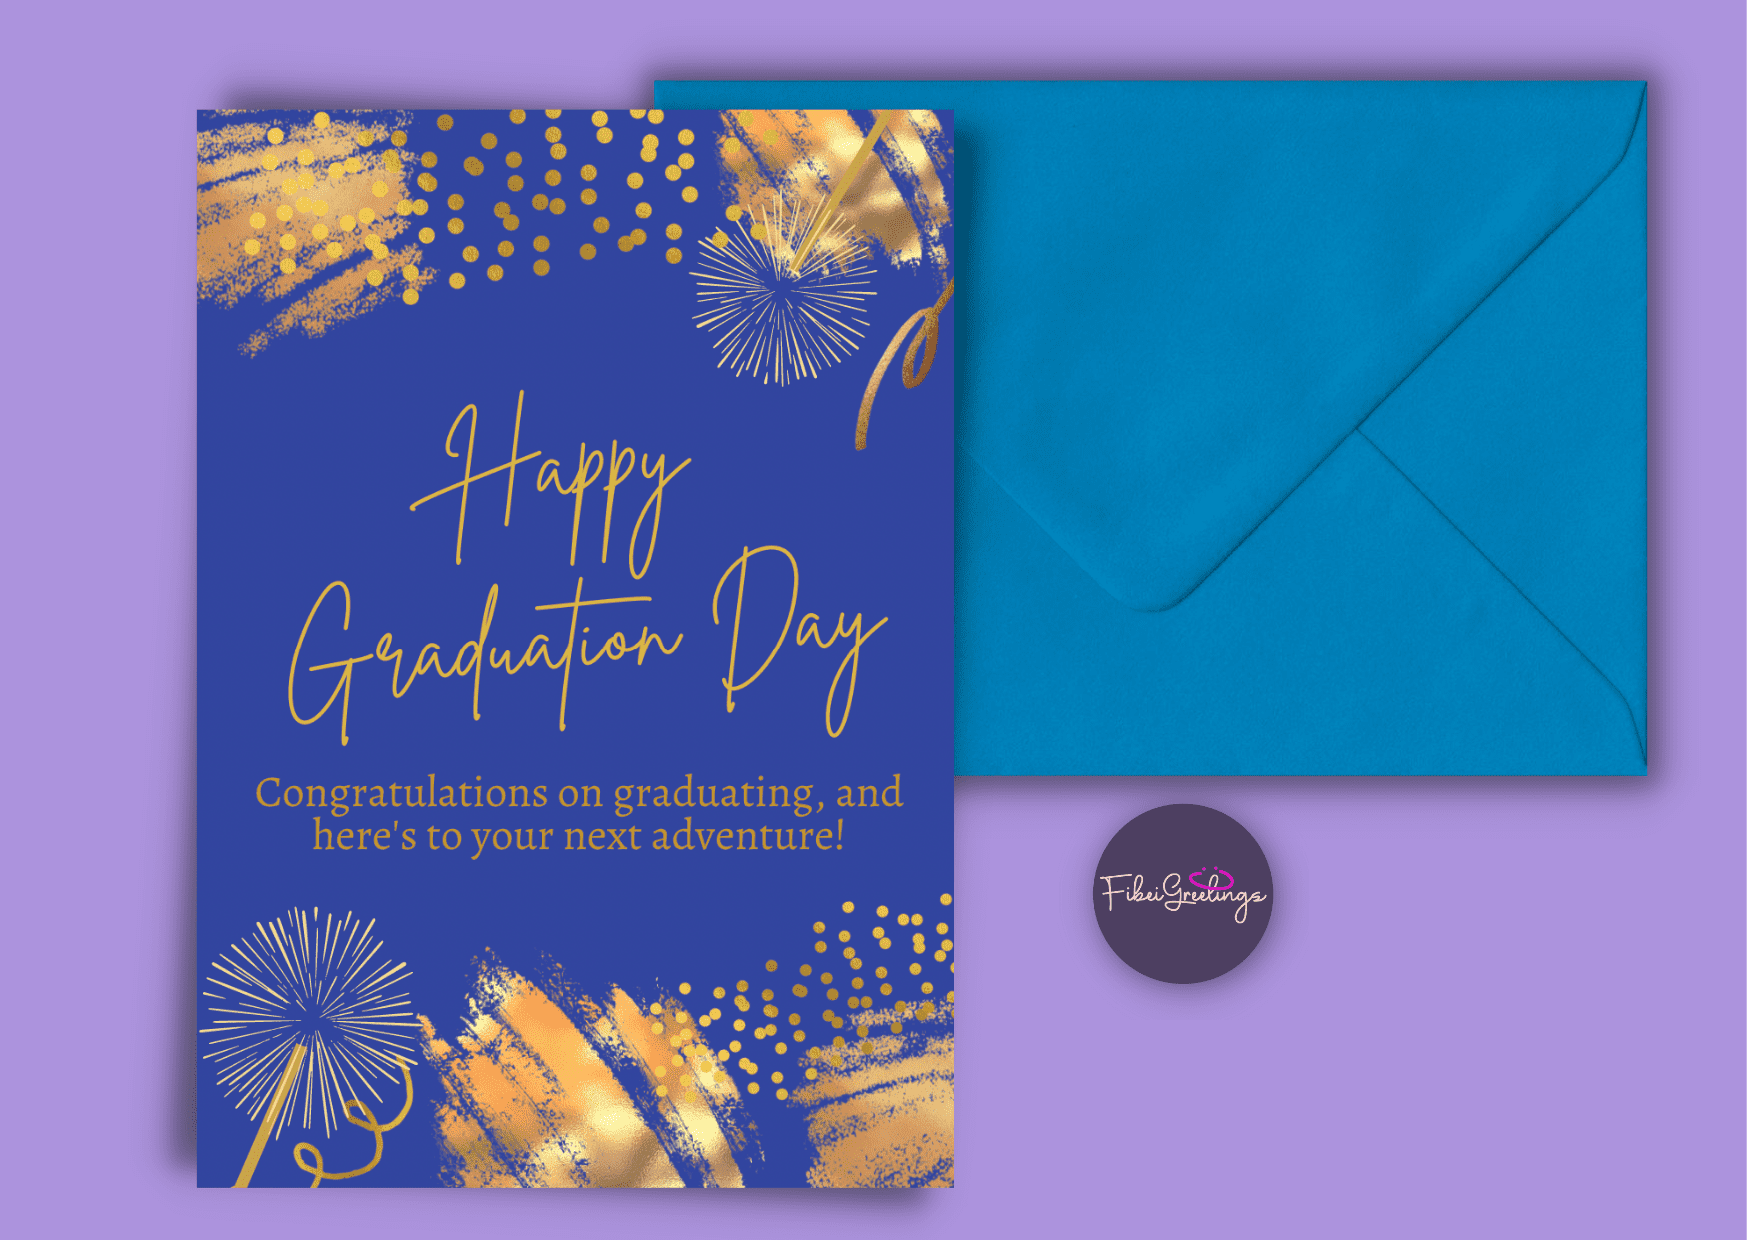 Happy
Graduation Day
Congratulations on graduating, and
here's to your next adventure!
FibeiGreetings